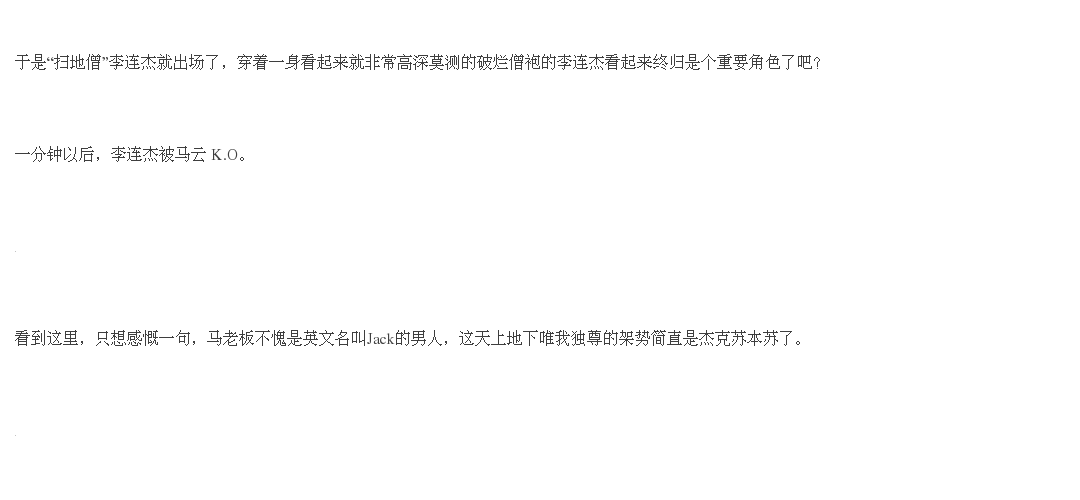 于是“扫地僧”李连杰就出场了，穿着一身看起来就非常高深莫测的破烂僧袍的李连杰看起来终归是个重要角色了吧？
一分钟以后，李连杰被马云 K.O。
看到这里，只想感慨一句，马老板不愧是英文名叫Jack的男人，这天上地下唯我独尊的架势简直是杰克苏本苏了。